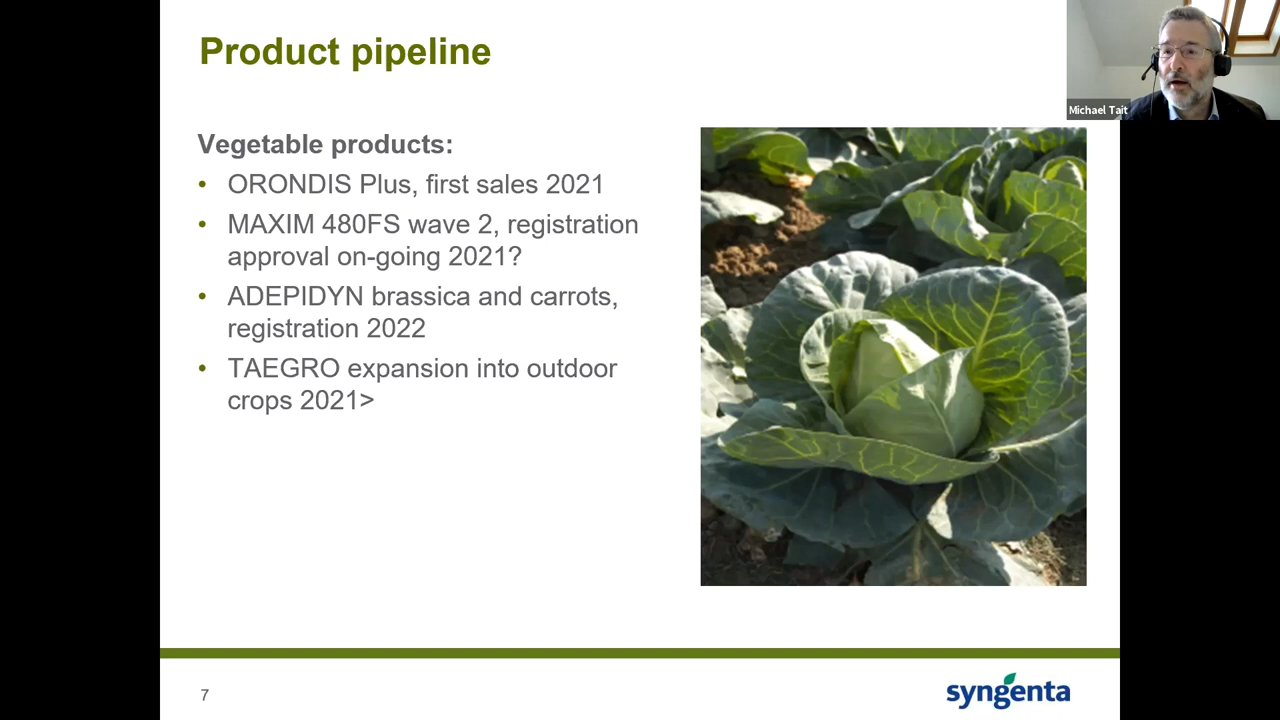 Product pipeline
Michael Tait
Vegetable products:
• ORONDIS Plus, first sales 2021
• MAXIM 480FS wave 2, registration
approval on-going 2021?
• ADEPIDYN brassica and carrots,
registration 2022
• TAEGRO expansion into outdoor
crops 2021>
7
syngenta